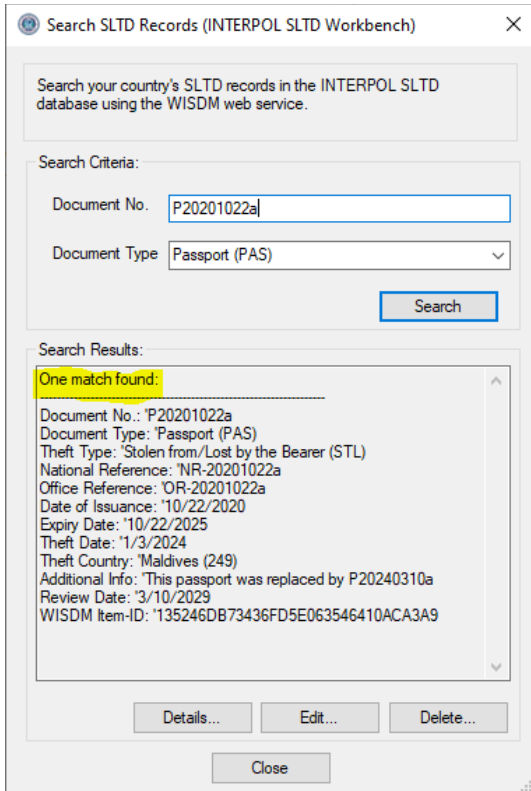 Search SLTD Records (INTERPOL SLTD Workbench)
Search your country's SLTD records in the INTERPOL SLTD
database using the WISDM web service.
Search Criteria:
Document No. P20201022a
Document Type Passport (PAS)
Search
Search Results:
One match found:
Document No.: 'P20201022a
Document Type: 'Passport (PAS)
Theft Type: 'Stolen from/Lost by the Bearer (STL)
National Reference: 'NR-20201022a
Office Reference: 'OR-20201022a
Date of Issuance: '10/22/2020
Expiry Date: '10/22/2025
Theft Date: '1/3/2024
Theft Country: 'Maldives (249)
Additional Info: 'This passport was replaced by P20240310a
Review Date: '3/10/2029
WISDM Item-ID: '135246DB73436FD5E063546410ACA3A9
Details... Edit... Delete...
Close